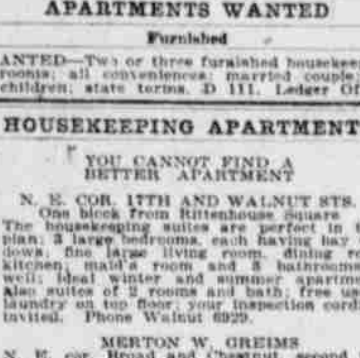 APARTMENTS WANTED
Furnished
ANTED—Two or three furnished housekee
rooms; all conveniences; married couple
children; state terms. D 111, Ledger Of
HOUSEKEEPING APARTMENT
YOU CANNOT FIND A
BETTER APARTMENT
N. E. COR. 17TH AND WALNUT STS.
One block from Rittenhouse Square
The housekeeping suites are perfect in
plan; 3 large bedrooms, each having bay
dows, fine large living room, dining ro
kitchen, maid's room and 3 bathrooms
well; ideal winter and summer apartme
also suites of 2 rooms and bath; free us
laundry on top floor; your inspection cord
invited. Phone Walnut 6929.
MERTON W. GREIMS
N. E. cor. Broad and Chestnut, second